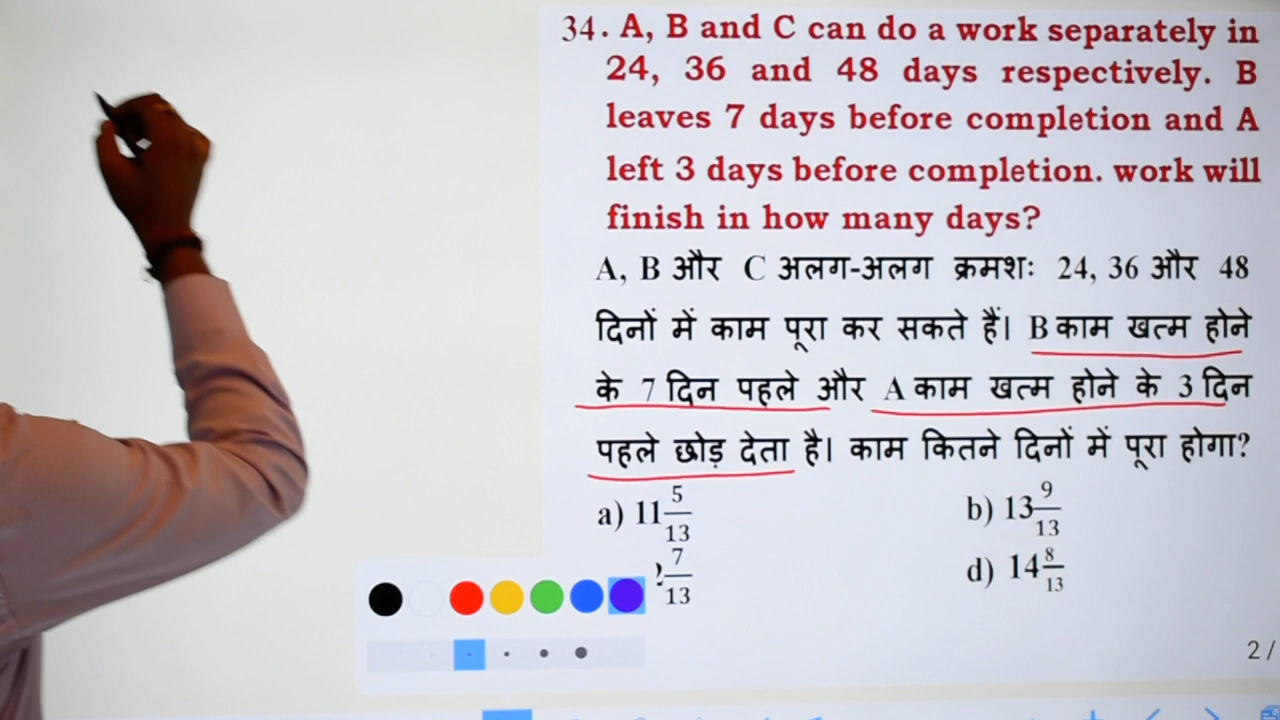 34. A, B and C can do a work separately in
24, 36 and 48 days respectively. B
leaves 7 days before completion and A
left 3 days before completion. work will
finish in how many days?
A, B और C अलग-अलग क्रमशः 24, 36 और 48
दिनों में काम पूरा कर सकते हैं। B काम खत्म होने
के 7 दिन पहले और A काम खत्म होने के 3 दिन
पहले छोड़ देता है। काम कितने दिनों में पूरा होगा?
a) 11 5/13 b) 13 9/13
2 7/13 d) 14 8/13
2 /